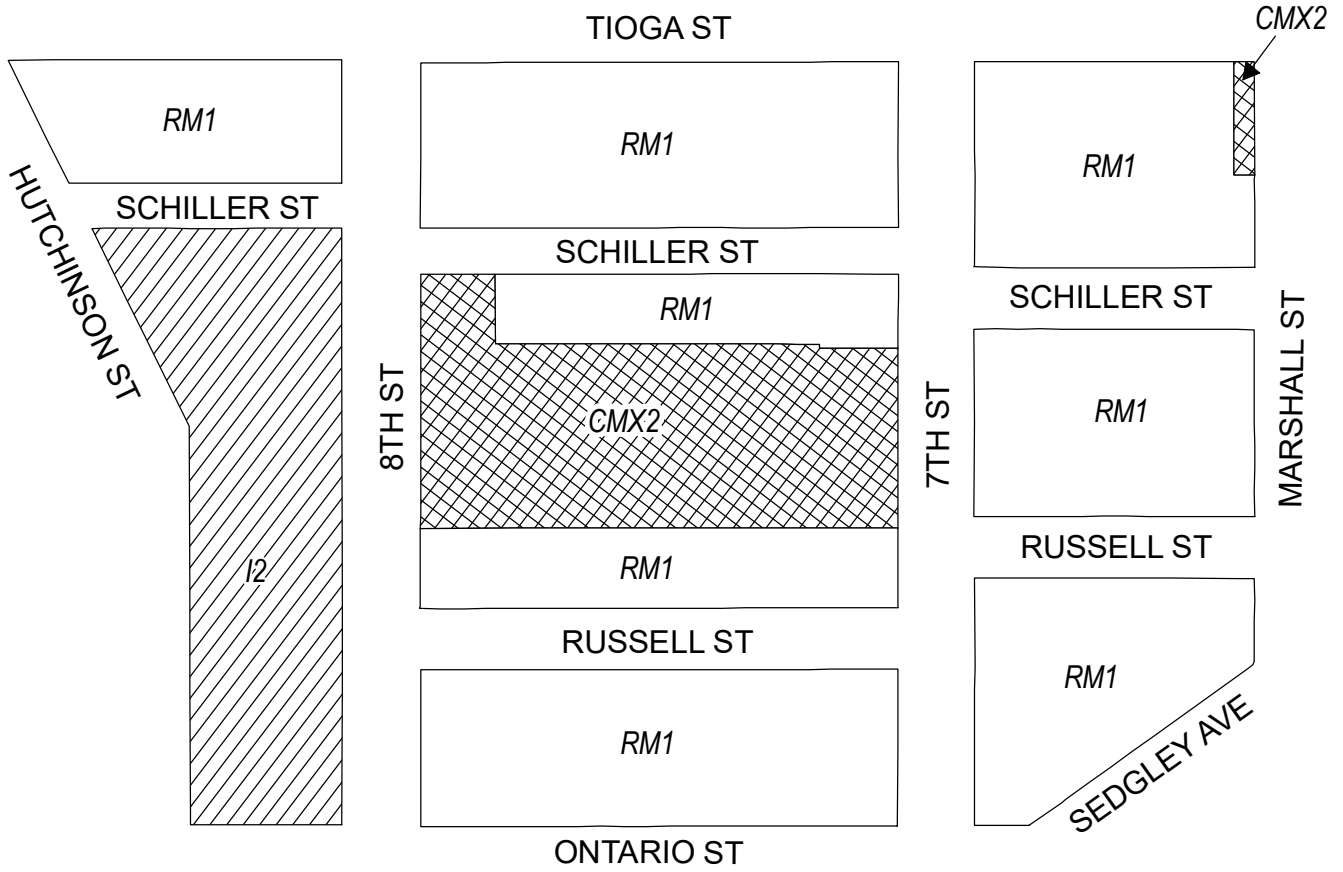 TIOGA ST
CMX2
RM1
RM1
RM1
HUTCHINSON ST
SCHILLER ST
SCHILLER ST
SCHILLER ST
RM1
8TH ST
CMX2
7TH ST
RM1
MARSHALL ST
I2
RM1
RUSSELL ST
RUSSELL ST
RM1
RM1
SEDGLEY AVE
ONTARIO ST